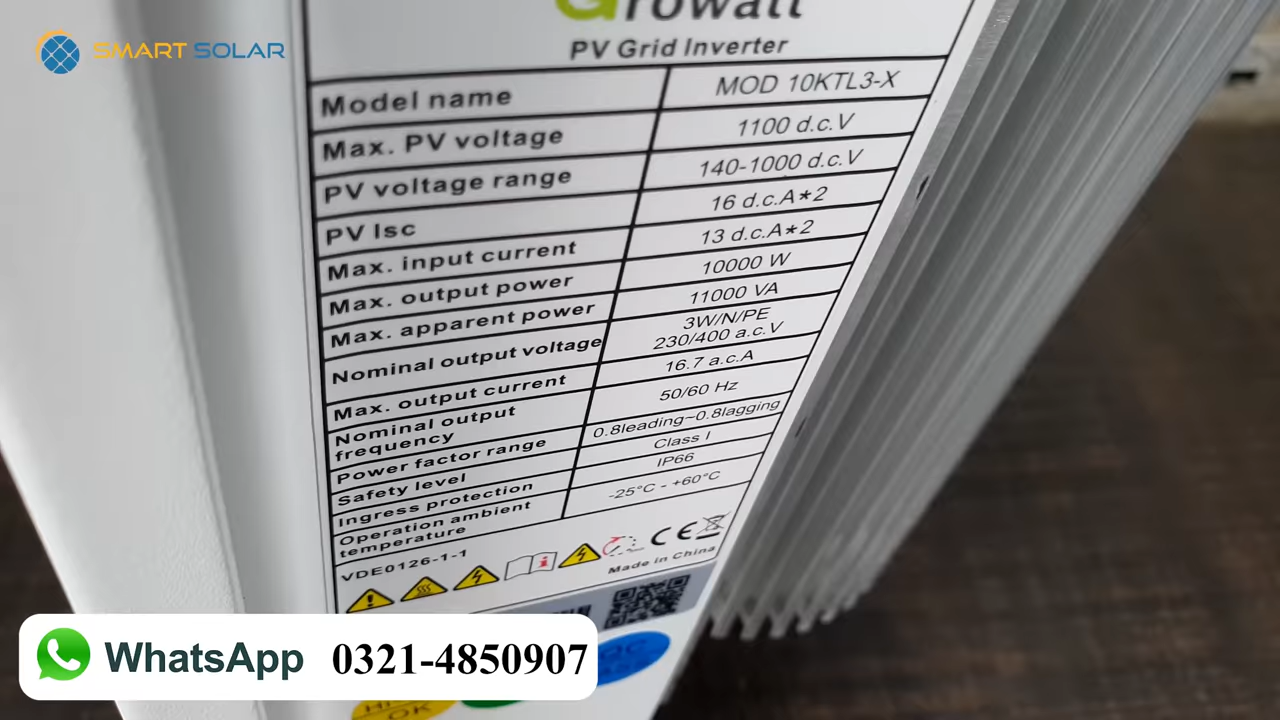 SMART SOLAR
Growatt
PV Grid Inverter
Model name MOD 10KTL3-X
Max. PV voltage 1100 d.c.V
PV voltage range 140-1000 d.c.V
PV Isc 16 d.c.A*2
Max. input current 13 d.c.A*2
Max. output power 10000 W
Max. apparent power 11000 VA
Nominal output voltage 3W/N/PE
230/400 a.c.V
Max. output current 16.7 a.c.A
Nominal output
frequency 50/60 Hz
Power factor range 0.8leading~0.8lagging
Safety level Class I
Ingress protection IP66
Operation ambient
temperature -25°C - +60°C
VDE0126-1-1
CE
Made in China
WhatsApp 0321-4850907
OK